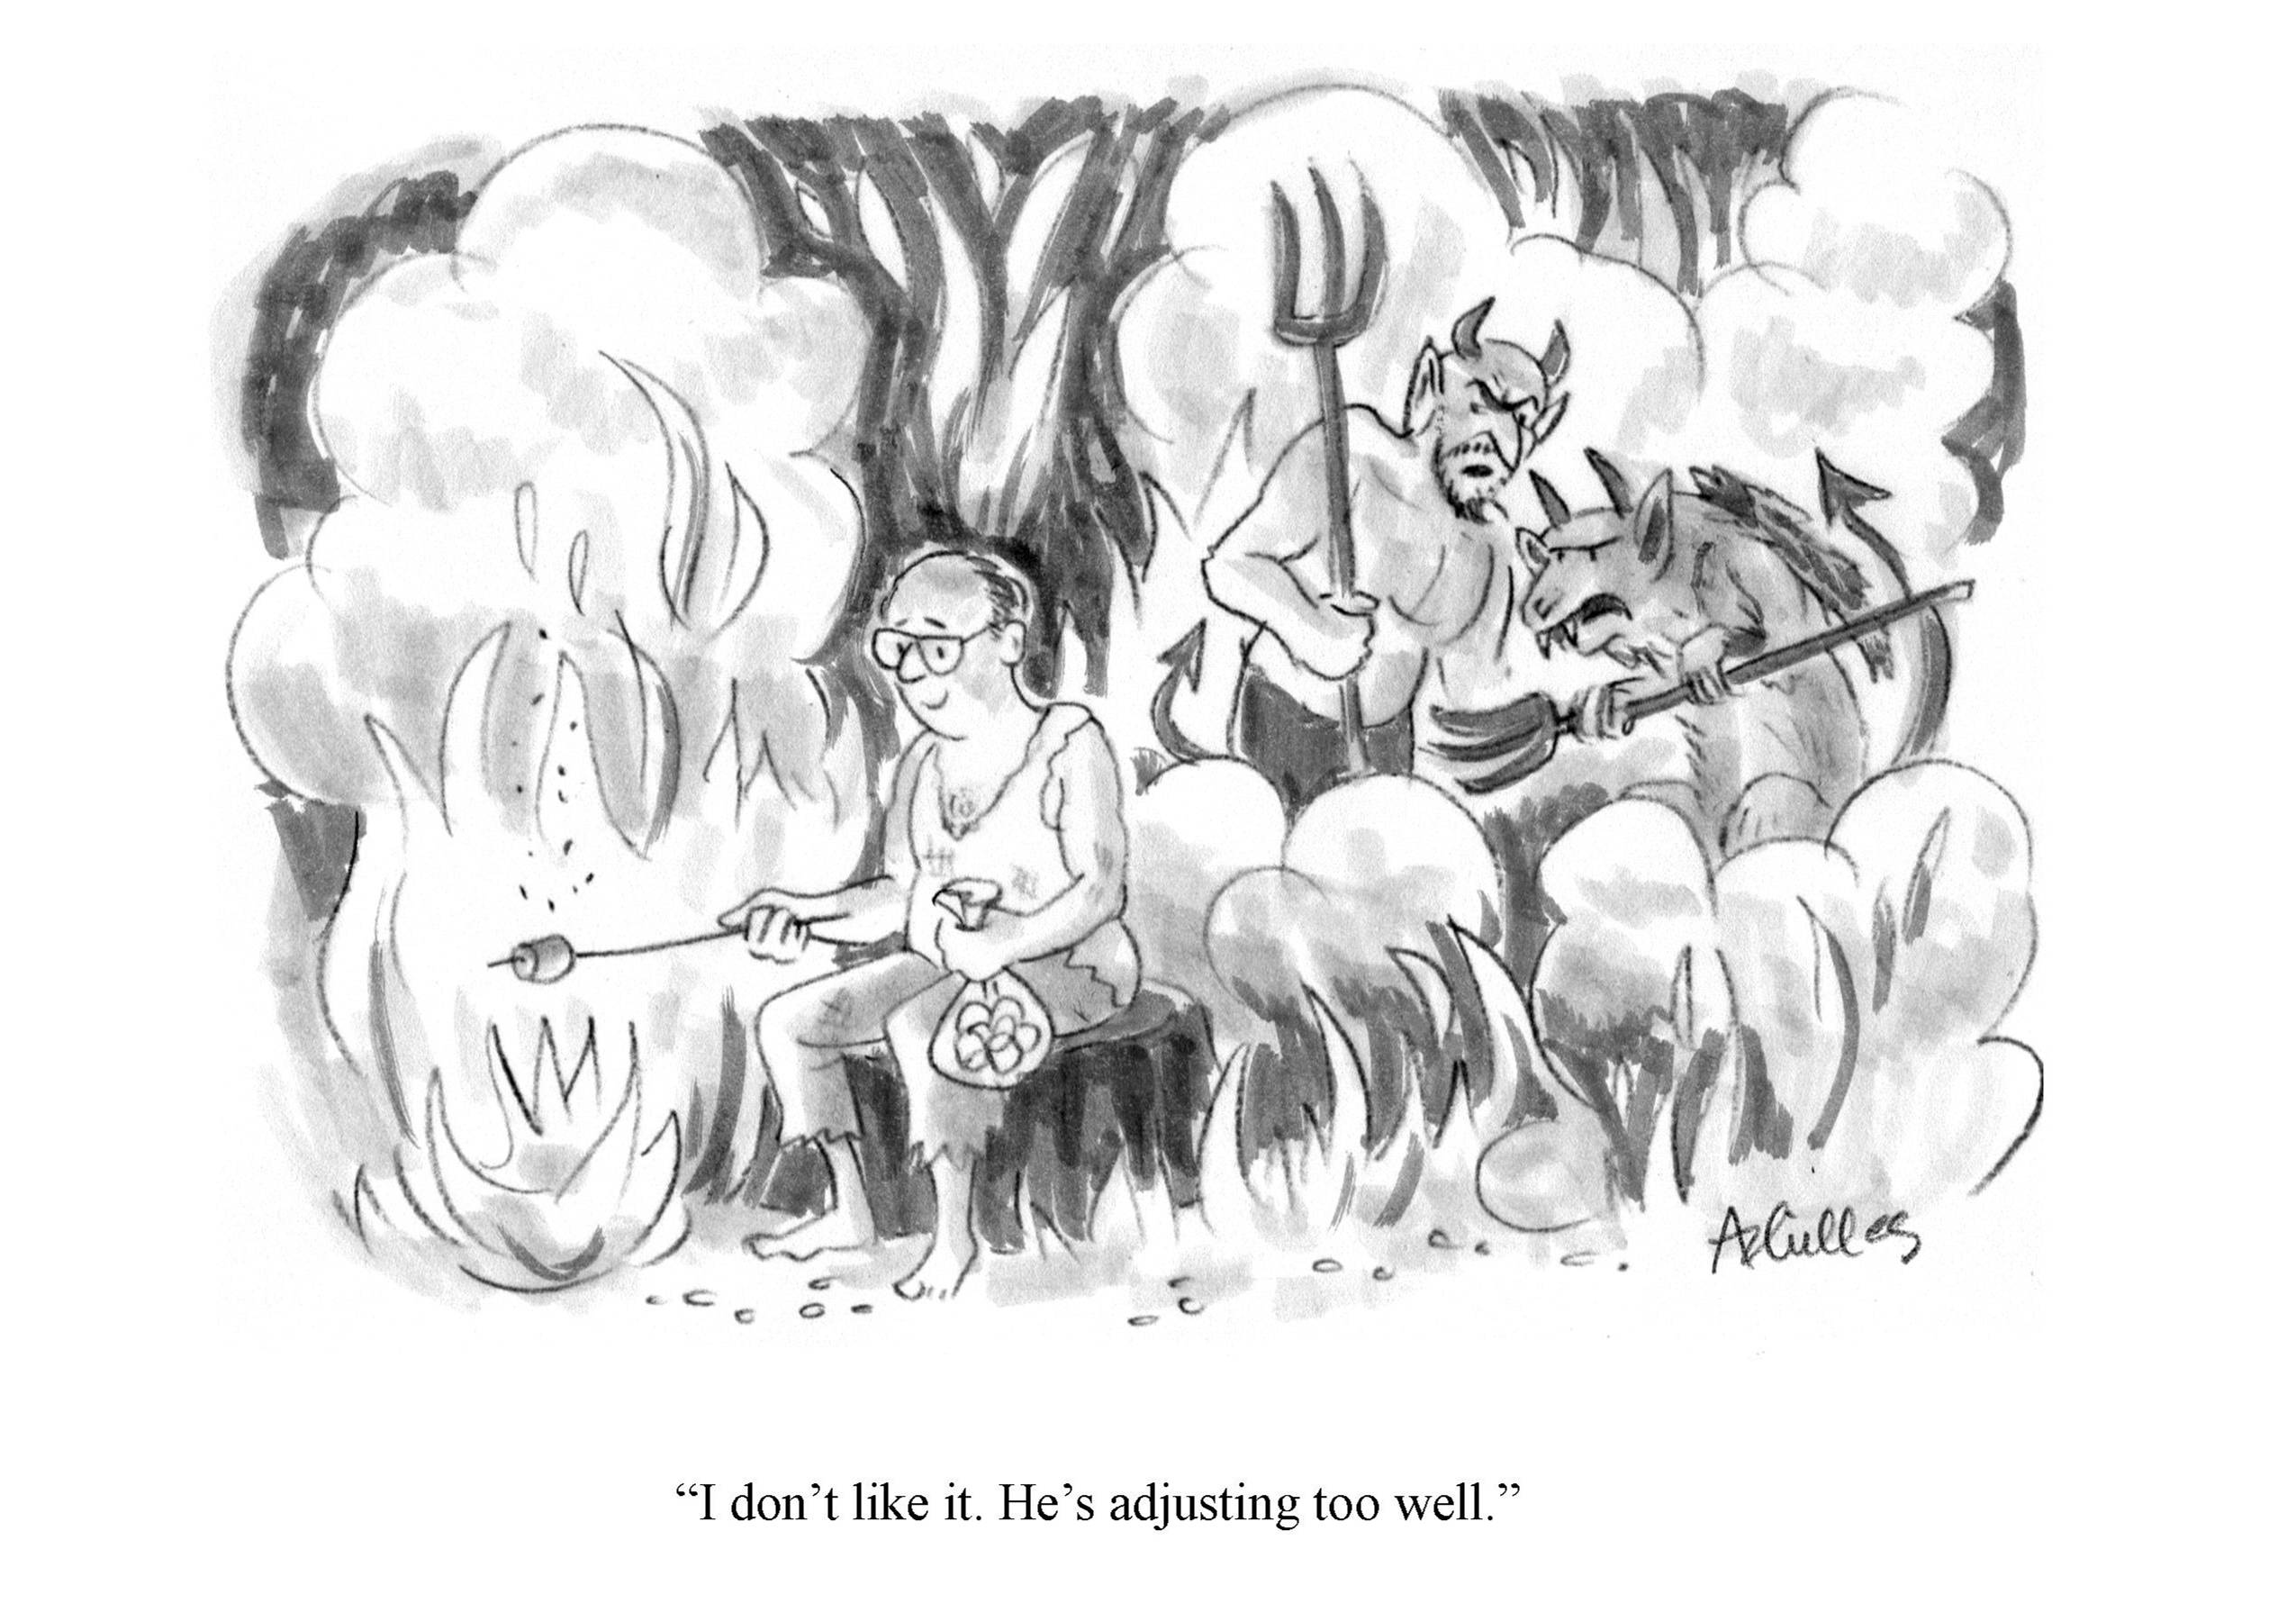 “I don’t like it. He’s adjusting too well.”